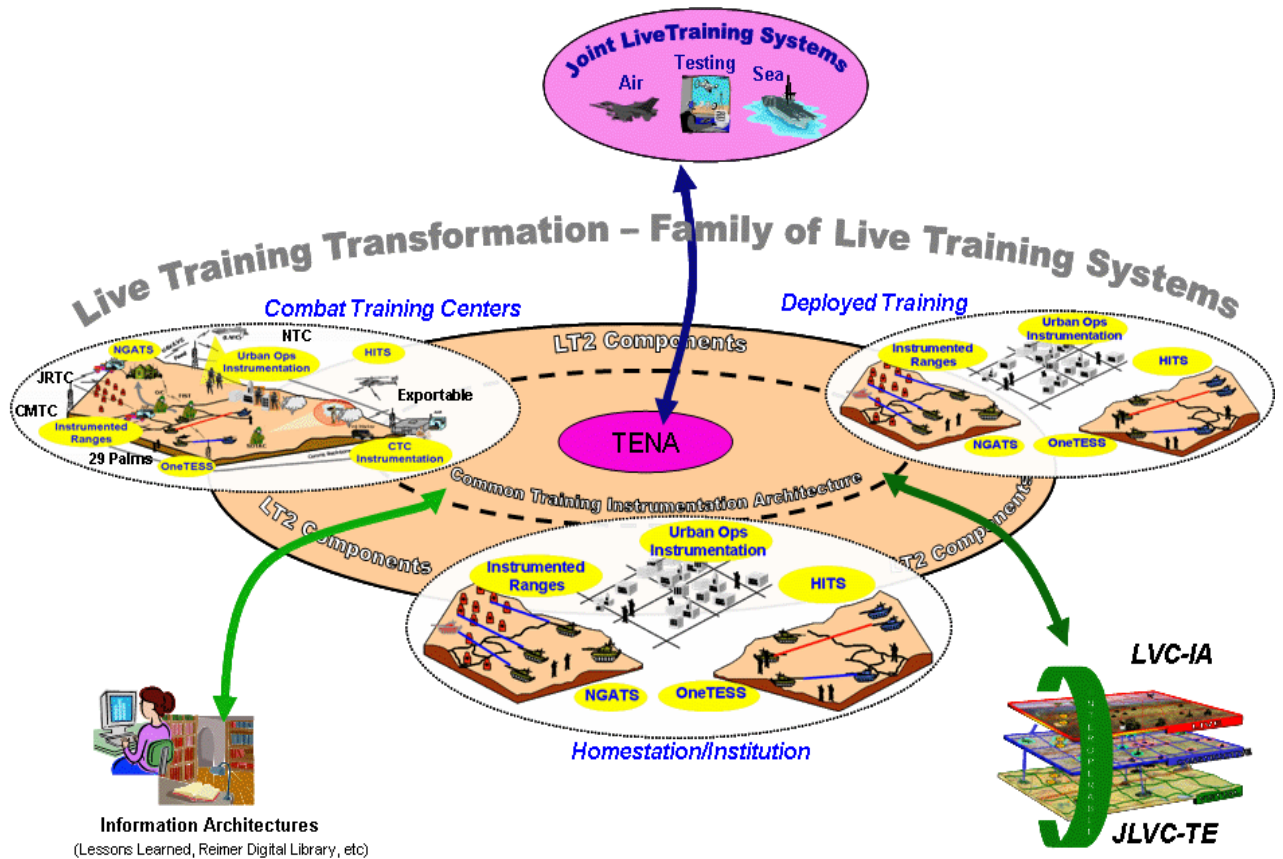 Joint LiveTraining Systems
Air
Testing
Sea
Live Training Transformation – Family of Live Training Systems
Combat Training Centers
Deployed Training
NTC
NGATS
Urban Ops
Instrumentation
HITS
JRTC
Exportable
CMTC
Instrumented
Ranges
CTC
Instrumentation
29 Palms
OneTESS
LT2 Components
TENA
Common Training Instrumentation Architecture
LT2 Components
LT2 Components
Urban Ops
Instrumentation
Instrumented
Ranges
HITS
NGATS
OneTESS
Urban Ops
Instrumentation
Instrumented
Ranges
HITS
NGATS
OneTESS
Homestation/Institution
LVC-IA
INTEROPERABLE
JLVC-TE
Information Architectures
(Lessons Learned, Reimer Digital Library, etc)